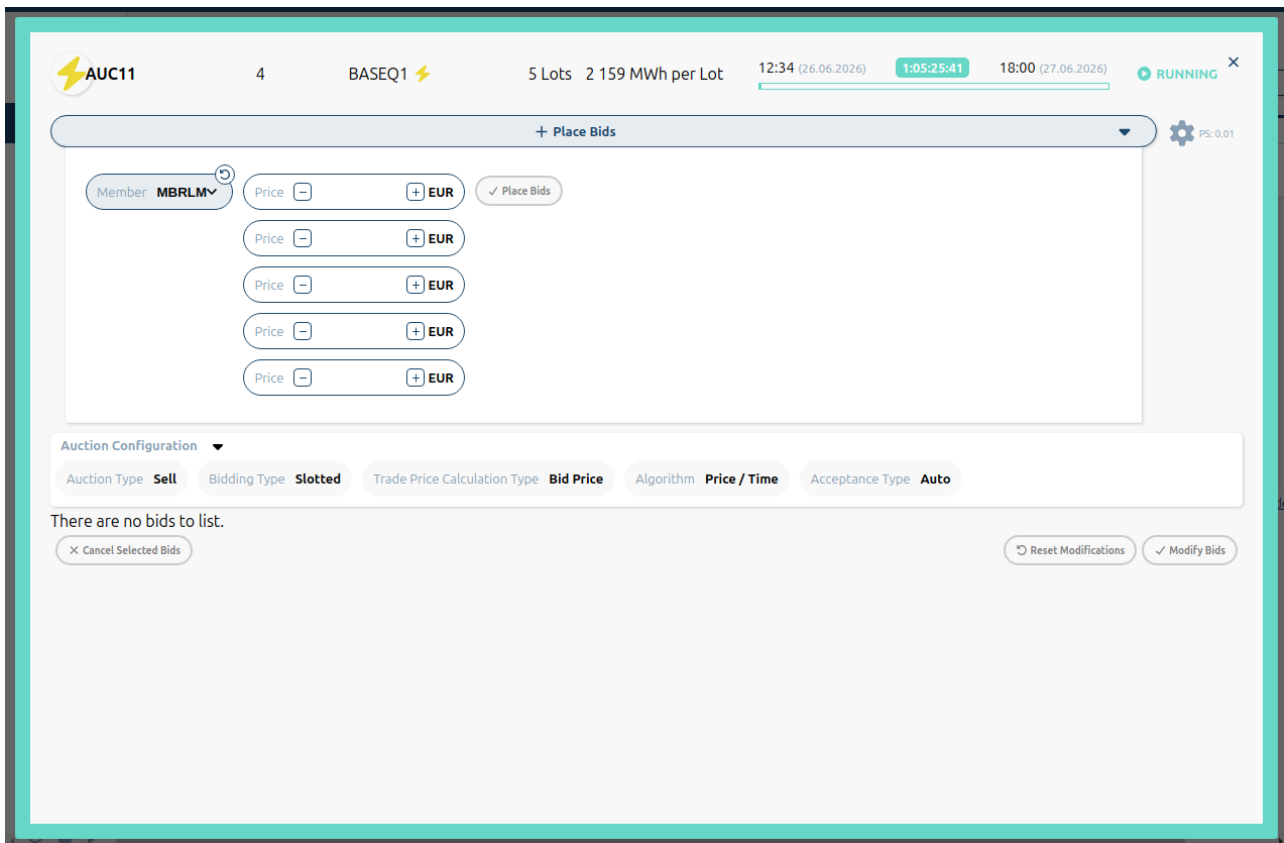 AUC11 4 BASEQ1 5 Lots 2 159 MWh per Lot 12:34 (26.06.2026) 1:05:25:41 18:00 (27.06.2026) RUNNING
+ Place Bids
PS: 0.01
Member MBRLM Price EUR Place Bids
Price EUR
Price EUR
Price EUR
Price EUR
Auction Configuration
Auction Type Sell Bidding Type Slotted Trade Price Calculation Type Bid Price Algorithm Price / Time Acceptance Type Auto
There are no bids to list.
Cancel Selected Bids Reset Modifications Modify Bids